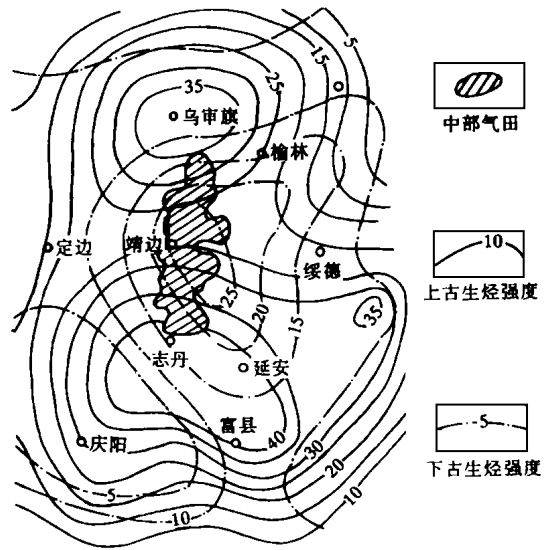 5
15
25
35
乌审旗
榆林
定边
靖边
绥德
25
20
15
35
志丹
延安
富县
庆阳
40
30
20
10
5
10
中部气田
10
上古生烃强度
5
下古生烃强度